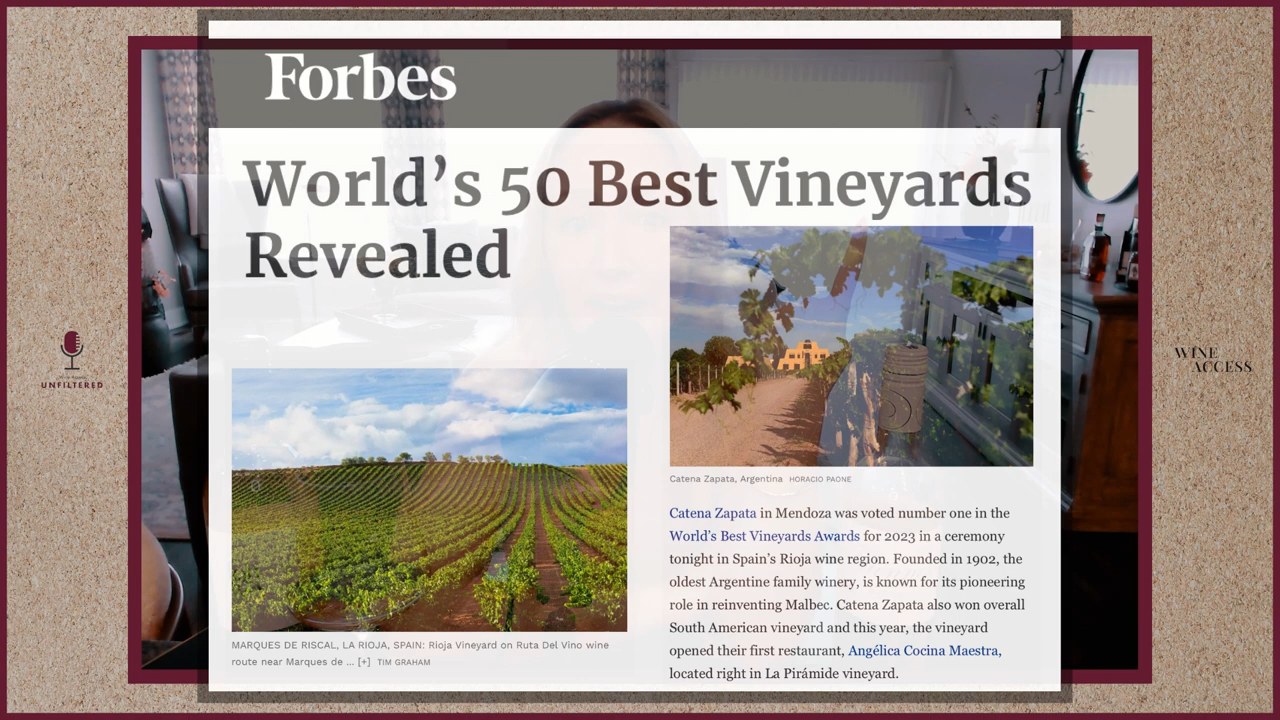 Forbes
World’s 50 Best Vineyards
Revealed
MARQUES DE RISCAL, LA RIOJA, SPAIN: Rioja Vineyard on Ruta Del Vino wine
route near Marques de ... [+] TIM GRAHAM
Catena Zapata, Argentina HORACIO PAONE
Catena Zapata in Mendoza was voted number one in the
World’s Best Vineyards Awards for 2023 in a ceremony
tonight in Spain’s Rioja wine region. Founded in 1902, the
oldest Argentine family winery, is known for its pioneering
role in reinventing Malbec. Catena Zapata also won overall
South American vineyard and this year, the vineyard
opened their first restaurant, Angélica Cocina Maestra,
located right in La Pirámide vineyard.
UNFILTERED
WINE
ACCESS